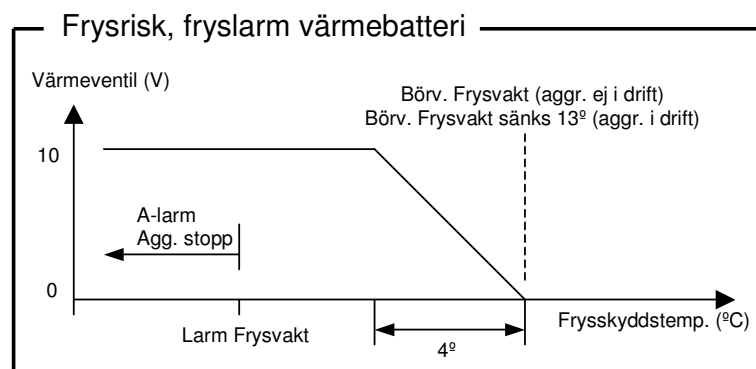 Frysrisk, fryslarm värmebatteri
Värmeventil (V)
Börv. Frysvakt (aggr. ej i drift)
Börv. Frysvakt sänks 13º (aggr. i drift)
10
A-larm
Agg. stopp
0
Larm Frysvakt
Frysskyddstemp. (ºC)
4º